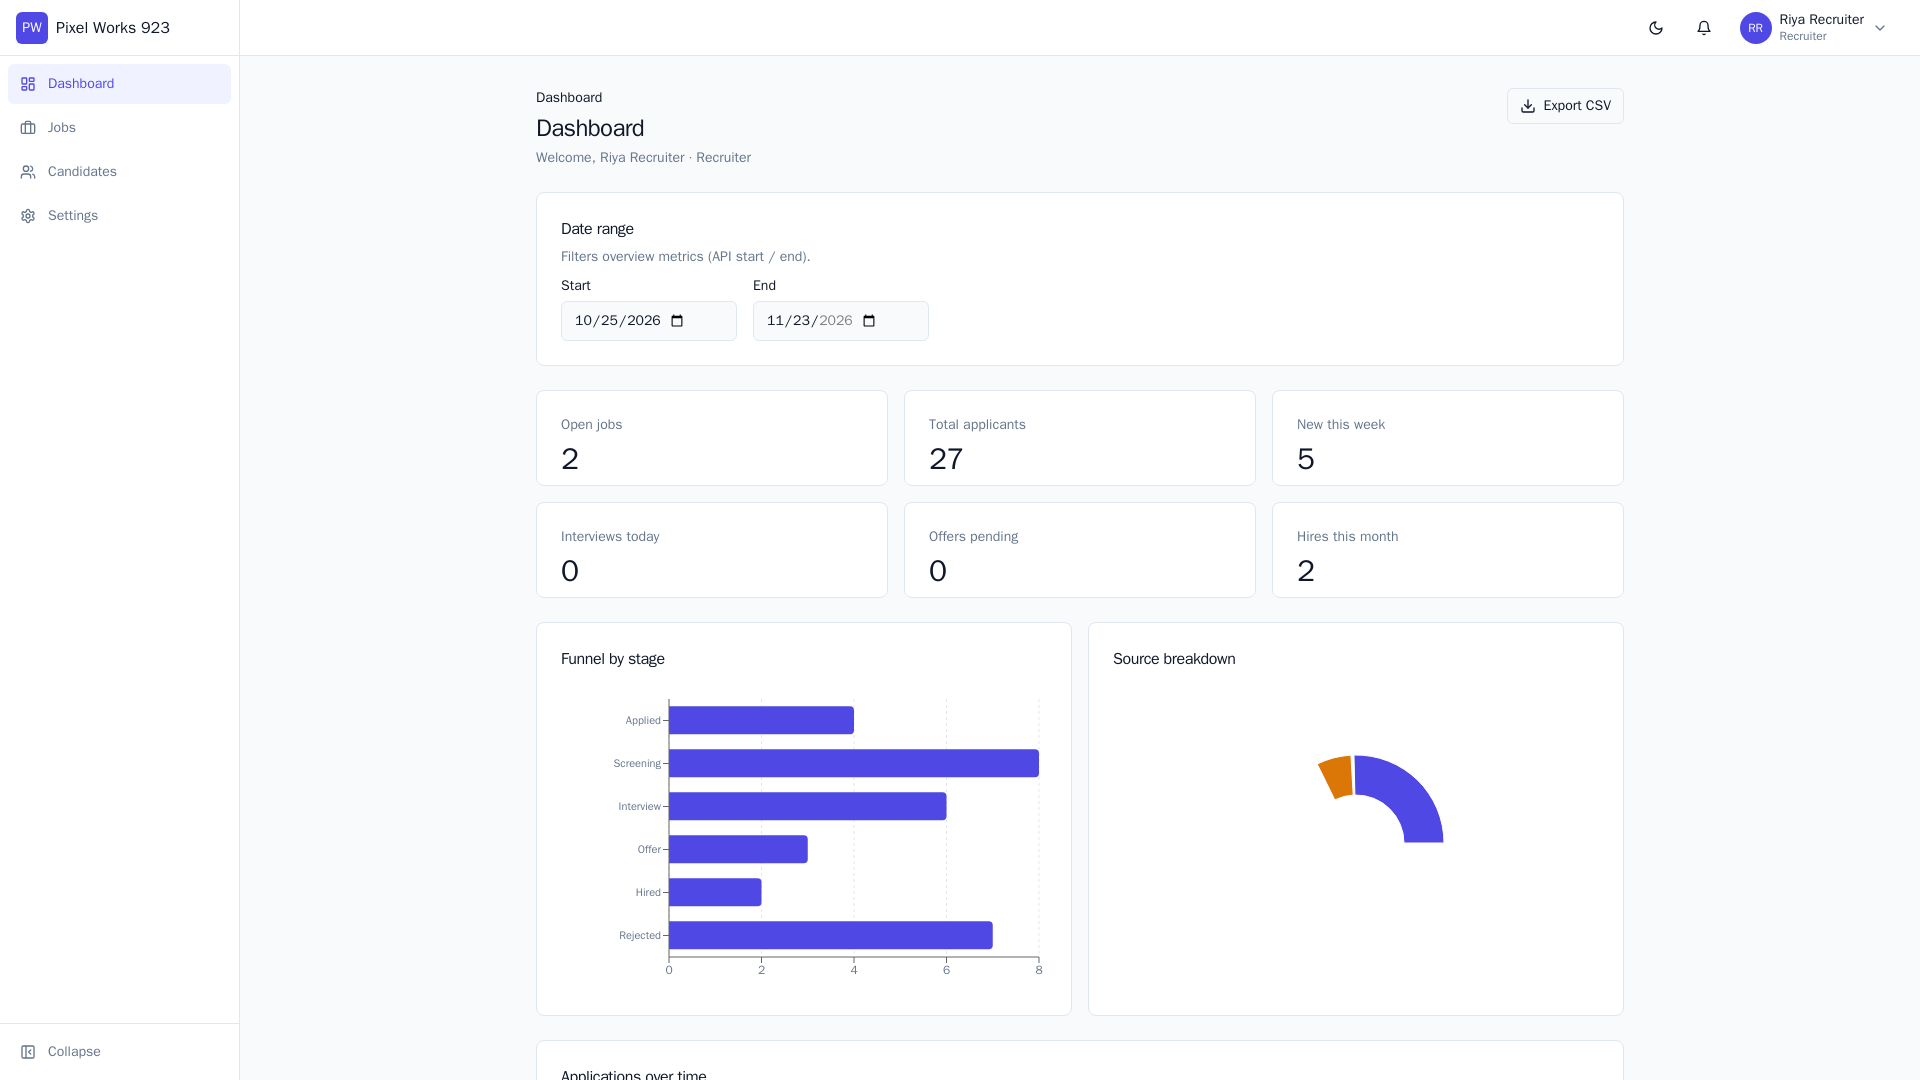 PW Pixel Works 923
RR Riya Recruiter
Recruiter
Dashboard
Jobs
Candidates
Settings
Collapse
Dashboard
Dashboard
Welcome, Riya Recruiter · Recruiter
Export CSV
Date range
Filters overview metrics (API start / end).
Start End
10/25/2026 11/23/2026
Open jobs
2
Total applicants
27
New this week
5
Interviews today
0
Offers pending
0
Hires this month
2
Funnel by stage
Applied
Screening
Interview
Offer
Hired
Rejected
0 2 4 6 8
Source breakdown
Applications over time